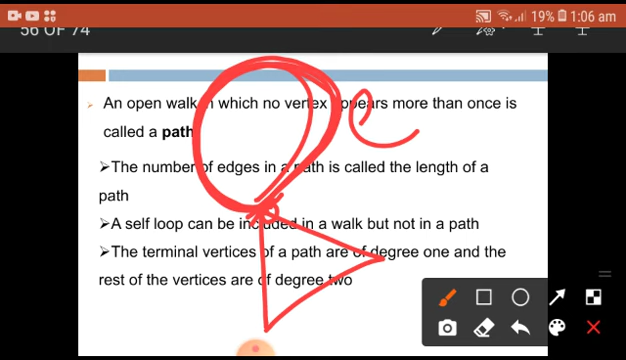 19% 1:06 am
56 OF 74
An open walk in which no vertex appears more than once is
called a path
➢The number of edges in a path is called the length of a
path
➢A self loop can be included in a walk but not in a path
➢The terminal vertices of a path are of degree one and the
rest of the vertices are of degree two
e